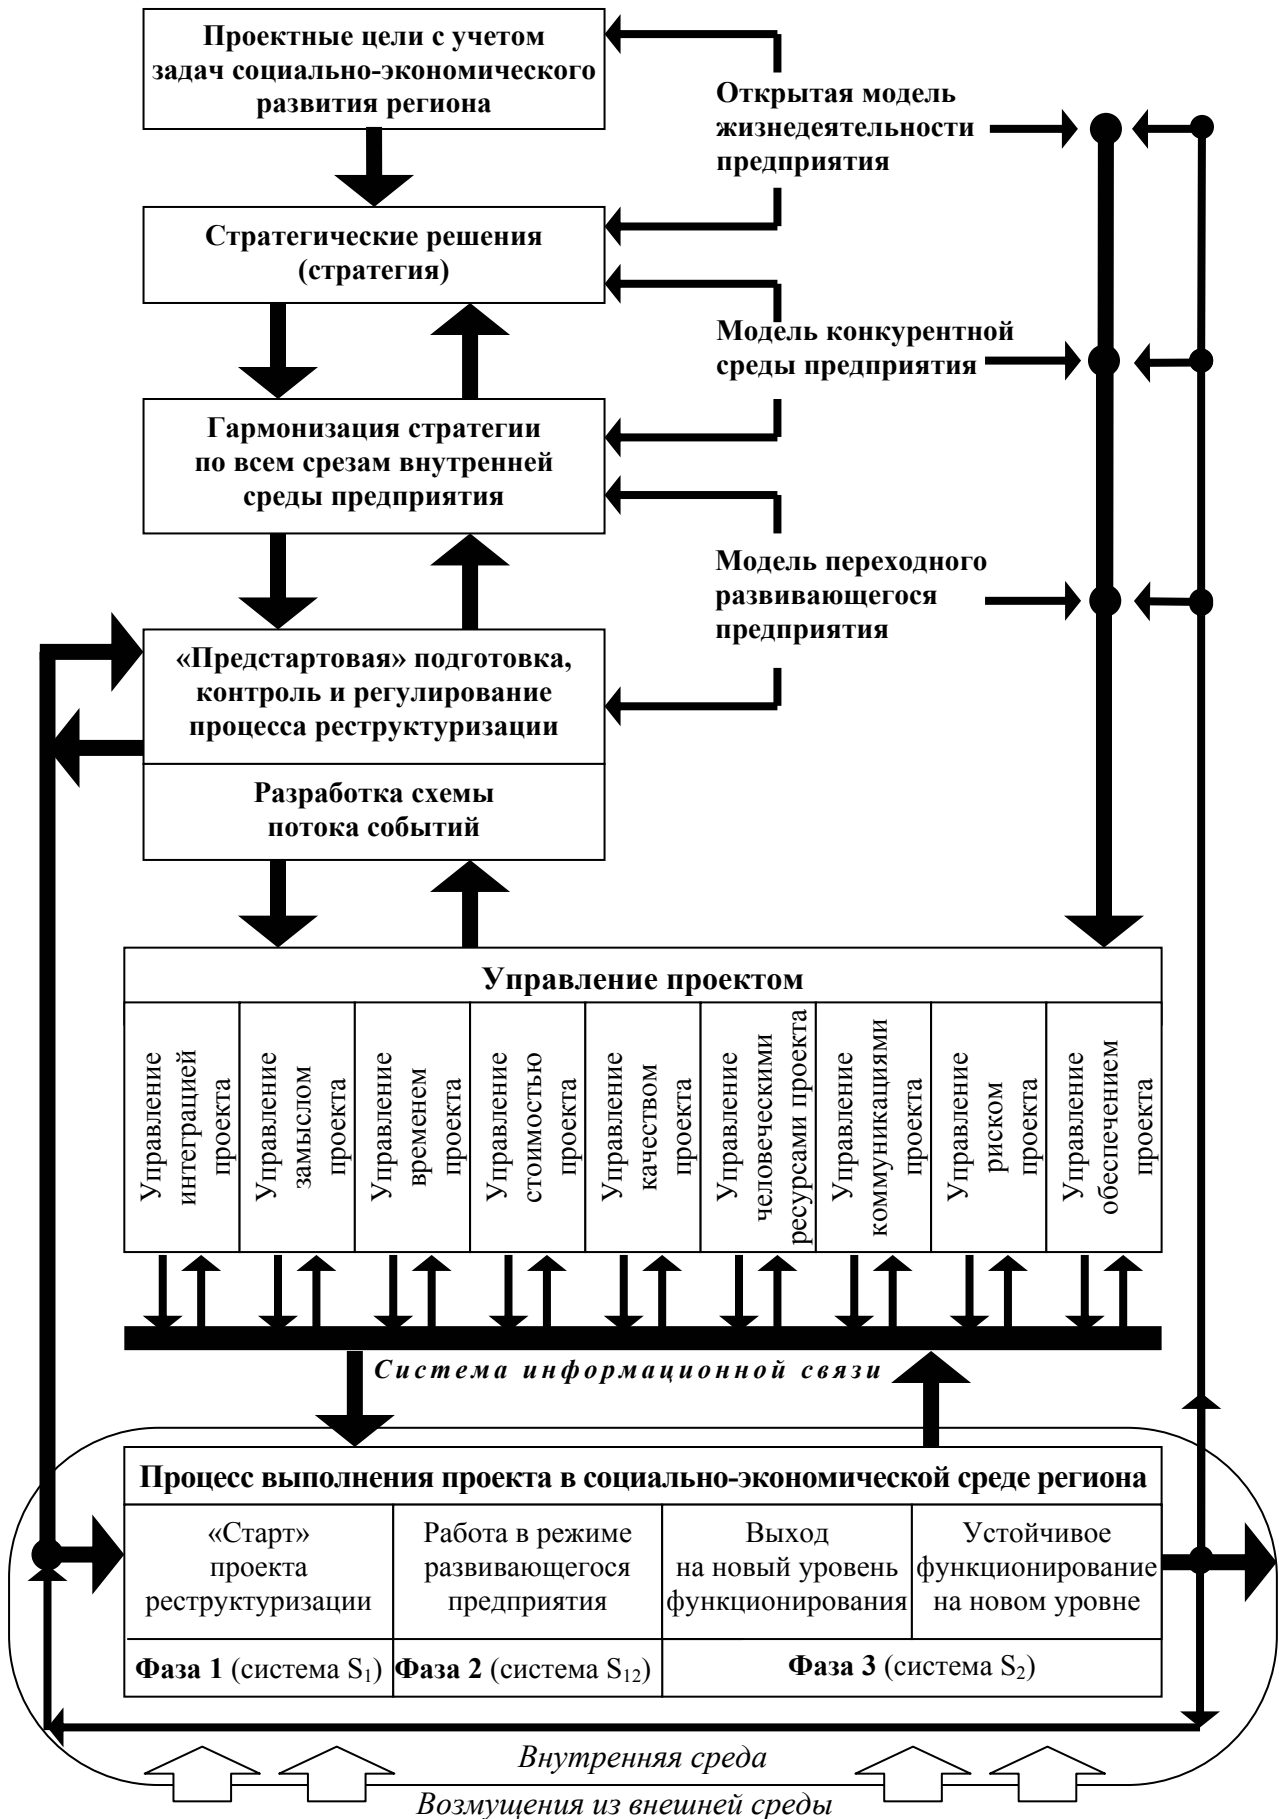 Проектные цели с учетом
задач социально-экономического
развития региона
Открытая модель
жизнедеятельности
предприятия
Стратегические решения
(стратегия)
Модель конкурентной
среды предприятия
Гармонизация стратегии
по всем срезам внутренней
среды предприятия
Модель переходного
развивающегося
предприятия
«Предстартовая» подготовка,
контроль и регулирование
процесса реструктуризации
Разработка схемы
потока событий
Управление проектом
Управление
интеграцией
проекта
Управление
замыслом
проекта
Управление
временем
проекта
Управление
стоимостью
проекта
Управление
качеством
проекта
Управление
человеческими
ресурсами проекта
Управление
коммуникациями
проекта
Управление
риском
проекта
Управление
обеспечением
проекта
Система информационной связи
Процесс выполнения проекта в социально-экономической среде региона
«Старт»
проекта
реструктуризации
Работа в режиме
развивающегося
предприятия
Выход
на новый уровень
функционирования
Устойчивое
функционирование
на новом уровне
Фаза 1 (система S₁)
Фаза 2 (система S₁₂)
Фаза 3 (система S₂)
Внутренняя среда
Возмущения из внешней среды